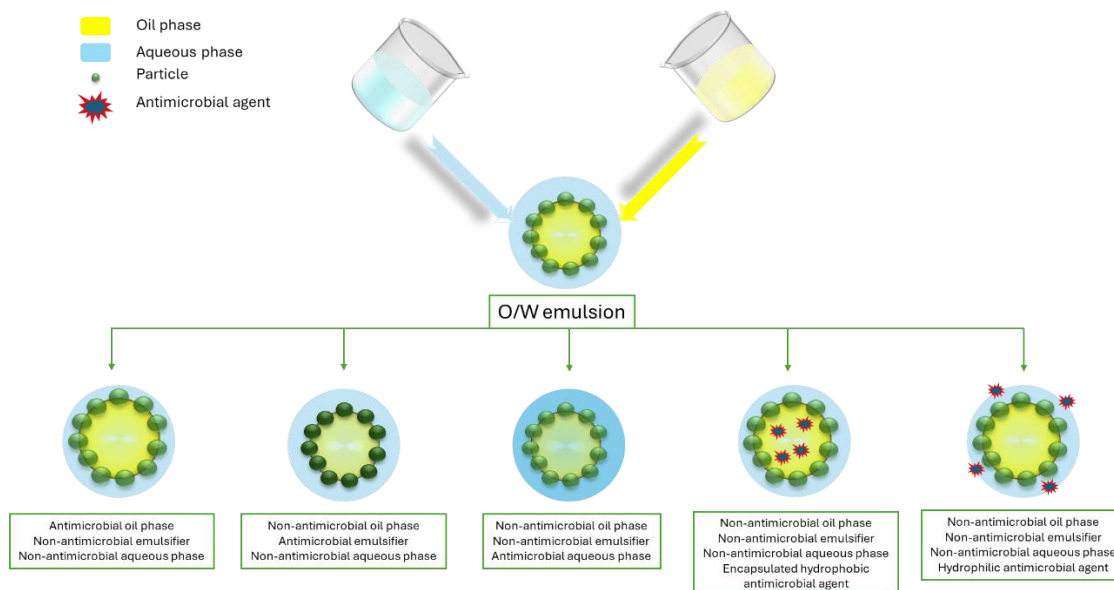 Oil phase
Aqueous phase
Particle
Antimicrobial agent
O/W emulsion
Antimicrobial oil phase
Non-antimicrobial emulsifier
Non-antimicrobial aqueous phase
Non-antimicrobial oil phase
Antimicrobial emulsifier
Non-antimicrobial aqueous phase
Non-antimicrobial oil phase
Non-antimicrobial emulsifier
Antimicrobial aqueous phase
Non-antimicrobial oil phase
Non-antimicrobial emulsifier
Non-antimicrobial aqueous phase
Encapsulated hydrophobic
antimicrobial agent
Non-antimicrobial oil phase
Non-antimicrobial emulsifier
Non-antimicrobial aqueous phase
Hydrophilic antimicrobial agent